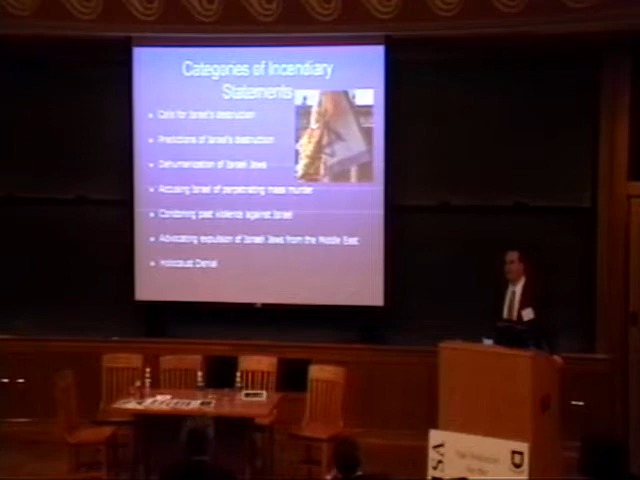 Categories of Incendiary
Statements
Calls for Israel's destruction
Predictions of Israel's destruction
Dehumanization of Israeli Jews
Accusing Israel of perpetrating mass murder
Condoning past violence against Israel
Advocating expulsion of Israeli Jews from the Middle East
Holocaust Denial
SA
D